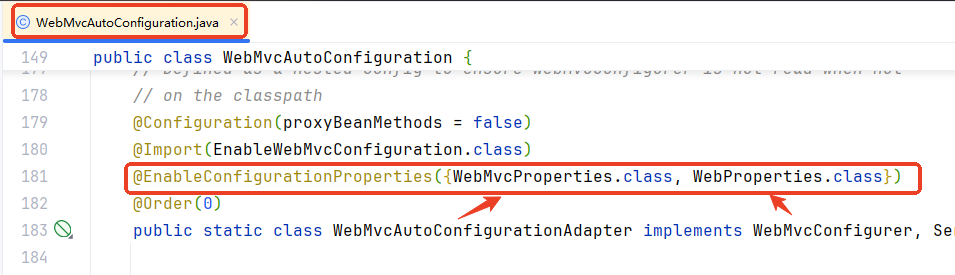 WebMvcAutoConfiguration.java
149 public class WebMvcAutoConfiguration {
177 // Defined as a nested config to ensure WebMvcConfigurer is not read when not
178 // on the classpath
179 @Configuration(proxyBeanMethods = false)
180 @Import(EnableWebMvcConfiguration.class)
181 @EnableConfigurationProperties({WebMvcProperties.class, WebProperties.class})
182 @Order(0)
183 public static class WebMvcAutoConfigurationAdapter implements WebMvcConfigurer, Ser
184